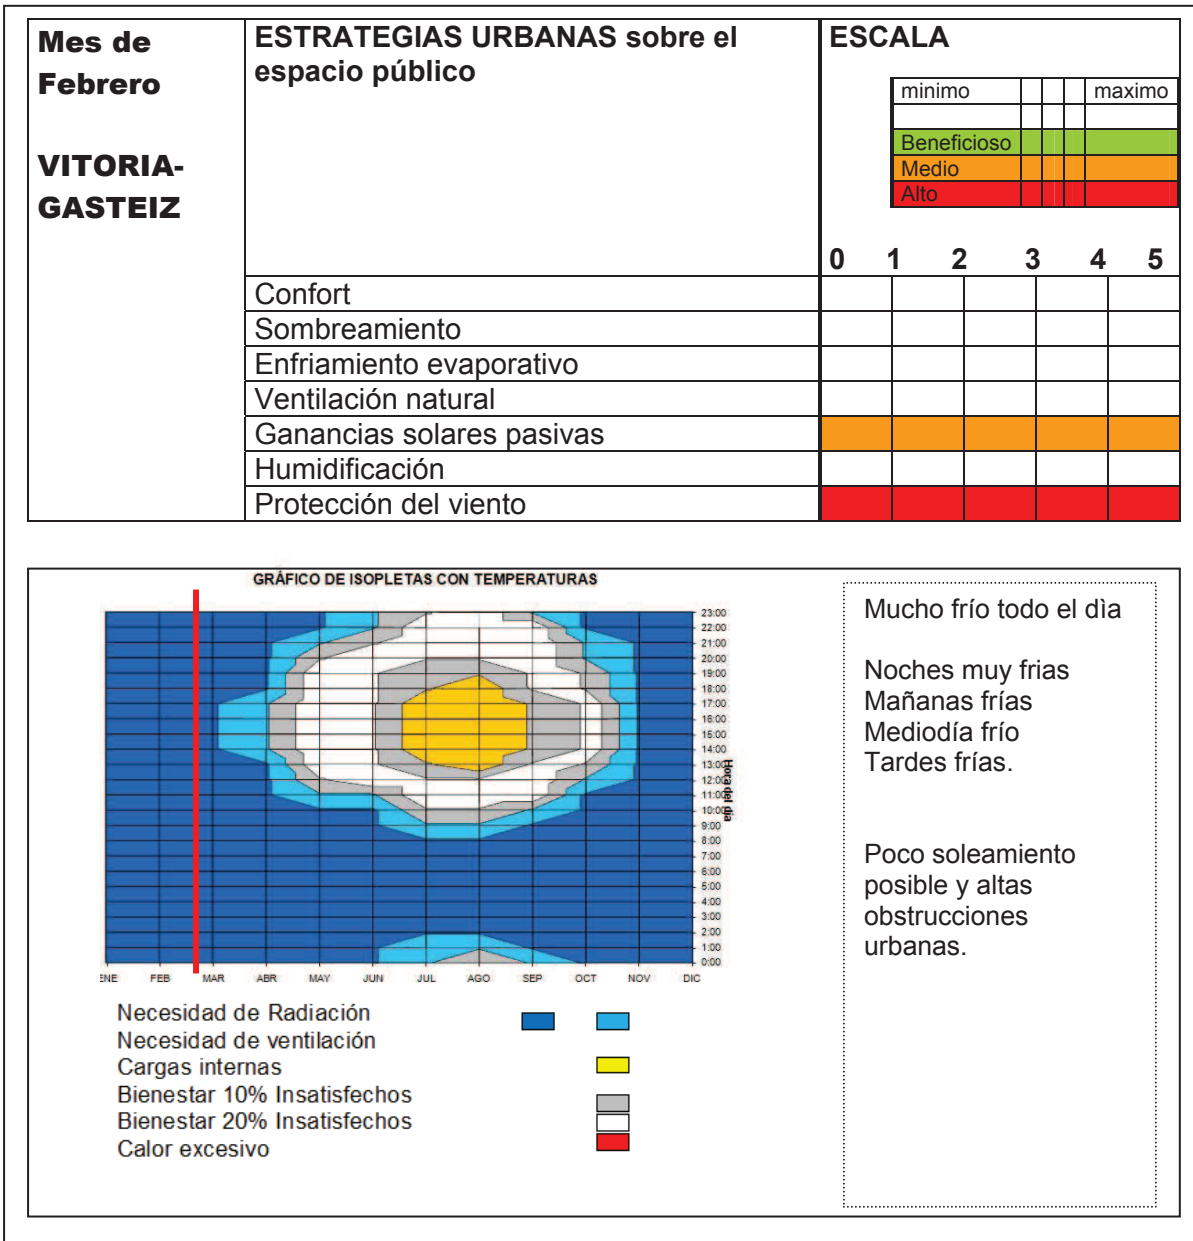 Mes de
Febrero
VITORIA-
GASTEIZ
ESTRATEGIAS URBANAS sobre el
espacio público
ESCALA
minimo maximo
Beneficioso
Medio
Alto
0 1 2 3 4 5
Confort
Sombreamiento
Enfriamiento evaporativo
Ventilación natural
Ganancias solares pasivas
Humidificación
Protección del viento
GRÁFICO DE ISOPLETAS CON TEMPERATURAS
23:00
22:00
21:00
20:00
19:00
18:00
17:00
16:00
15:00
14:00
13:00
12:00
11:00
10:00
9:00
8:00
7:00
6:00
5:00
4:00
3:00
2:00
1:00
0:00
Hora del día
ENE FEB MAR ABR MAY JUN JUL AGO SEP OCT NOV DIC
Necesidad de Radiación
Necesidad de ventilación
Cargas internas
Bienestar 10% Insatisfechos
Bienestar 20% Insatisfechos
Calor excesivo
Mucho frío todo el dìa
Noches muy frias
Mañanas frías
Mediodía frío
Tardes frías.
Poco soleamiento
posible y altas
obstrucciones
urbanas.